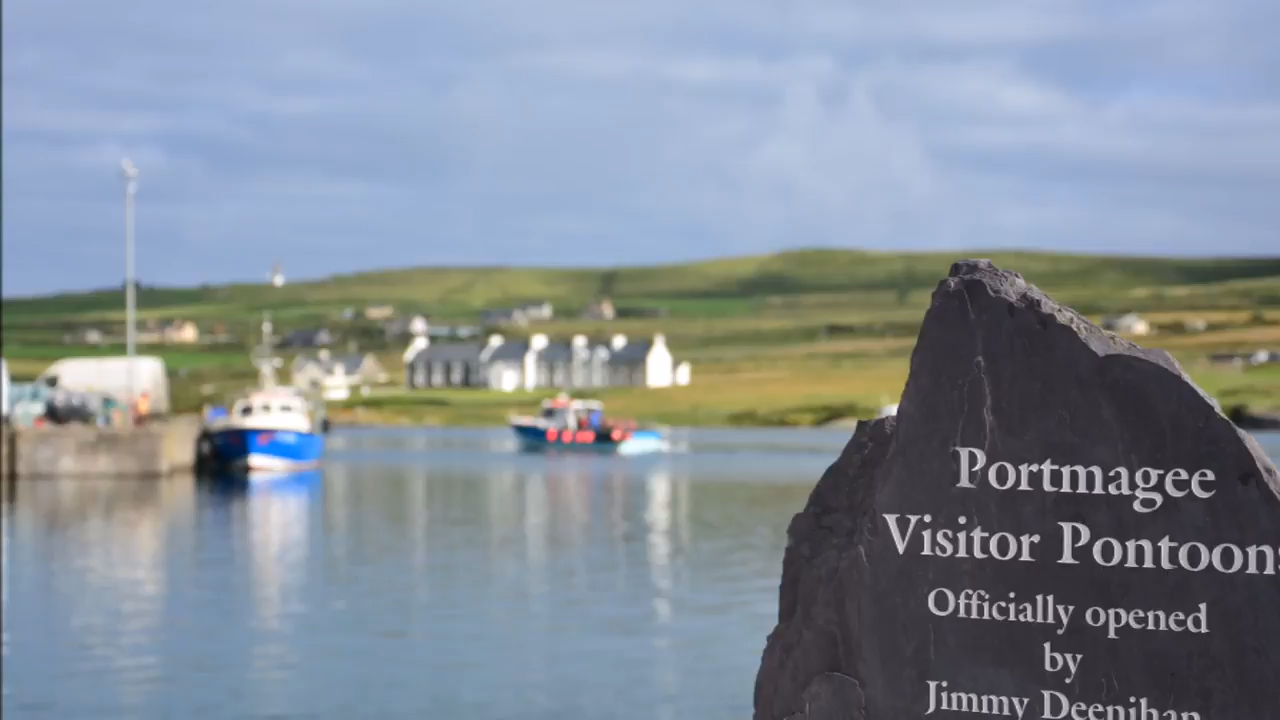 Portmagee
Visitor Pontoons
Officially opened
by
Jimmy Deenihan